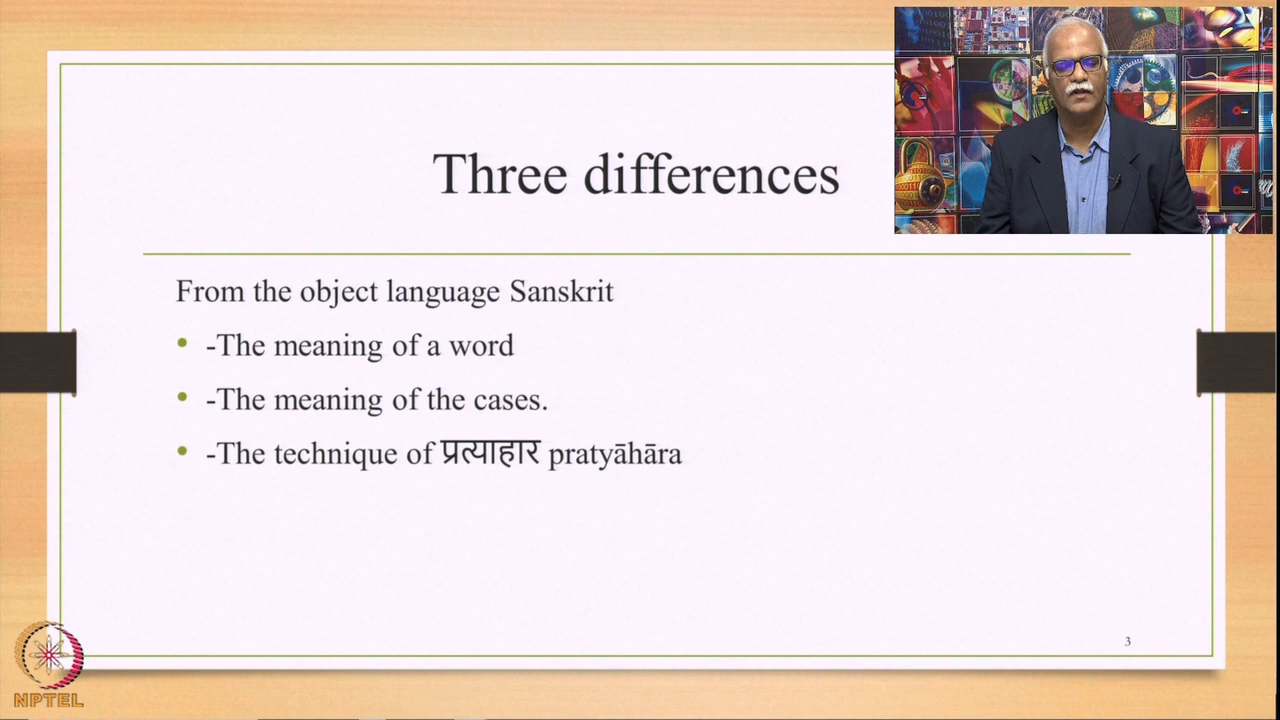 Three differences
From the object language Sanskrit
-The meaning of a word
-The meaning of the cases.
-The technique of प्रत्याहार pratyāhāra
3
NPTEL